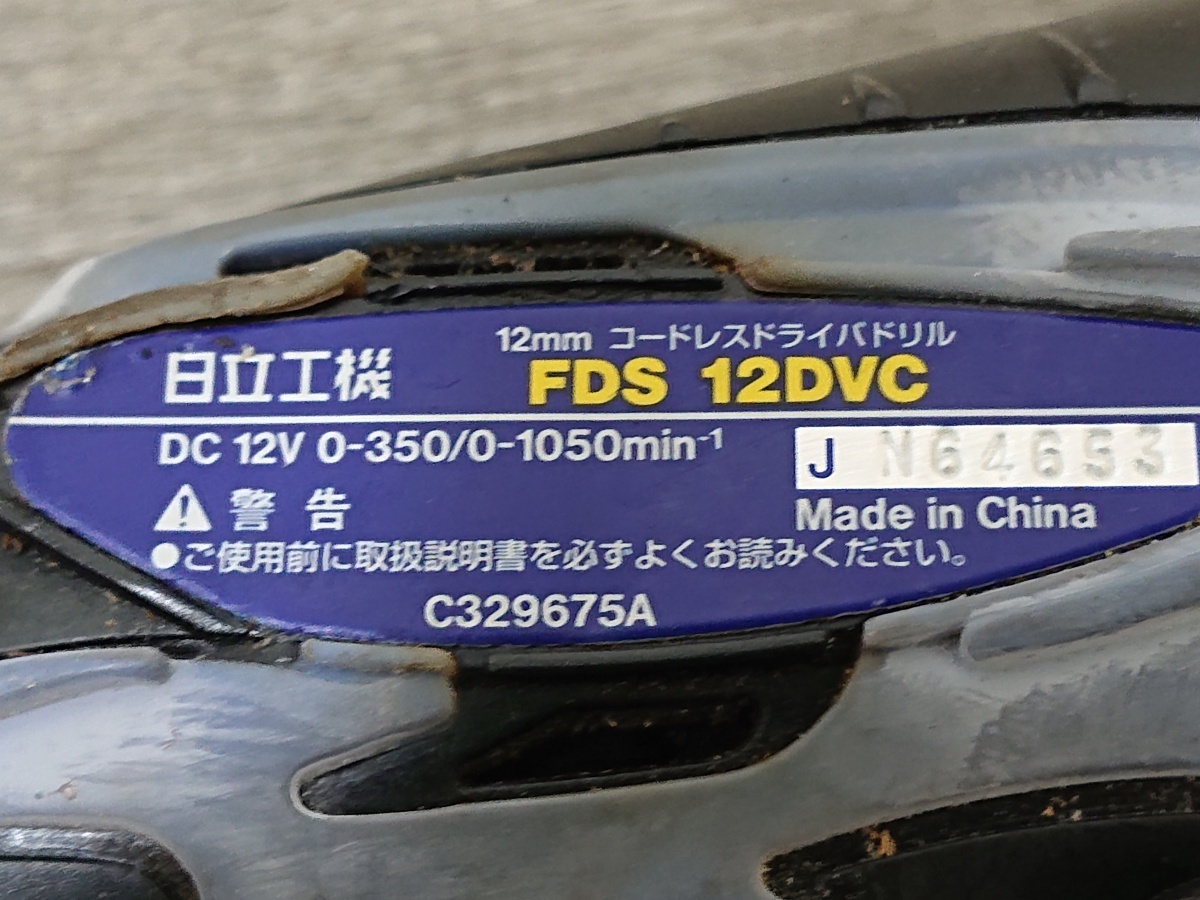 12mm コードレスドライバドリル
日立工機 FDS 12DVC
DC 12V 0-350/0-1050min⁻¹
J N64653
Made in China
⚠警告
●ご使用前に取扱説明書を必ずよくお読みください。
C329675A